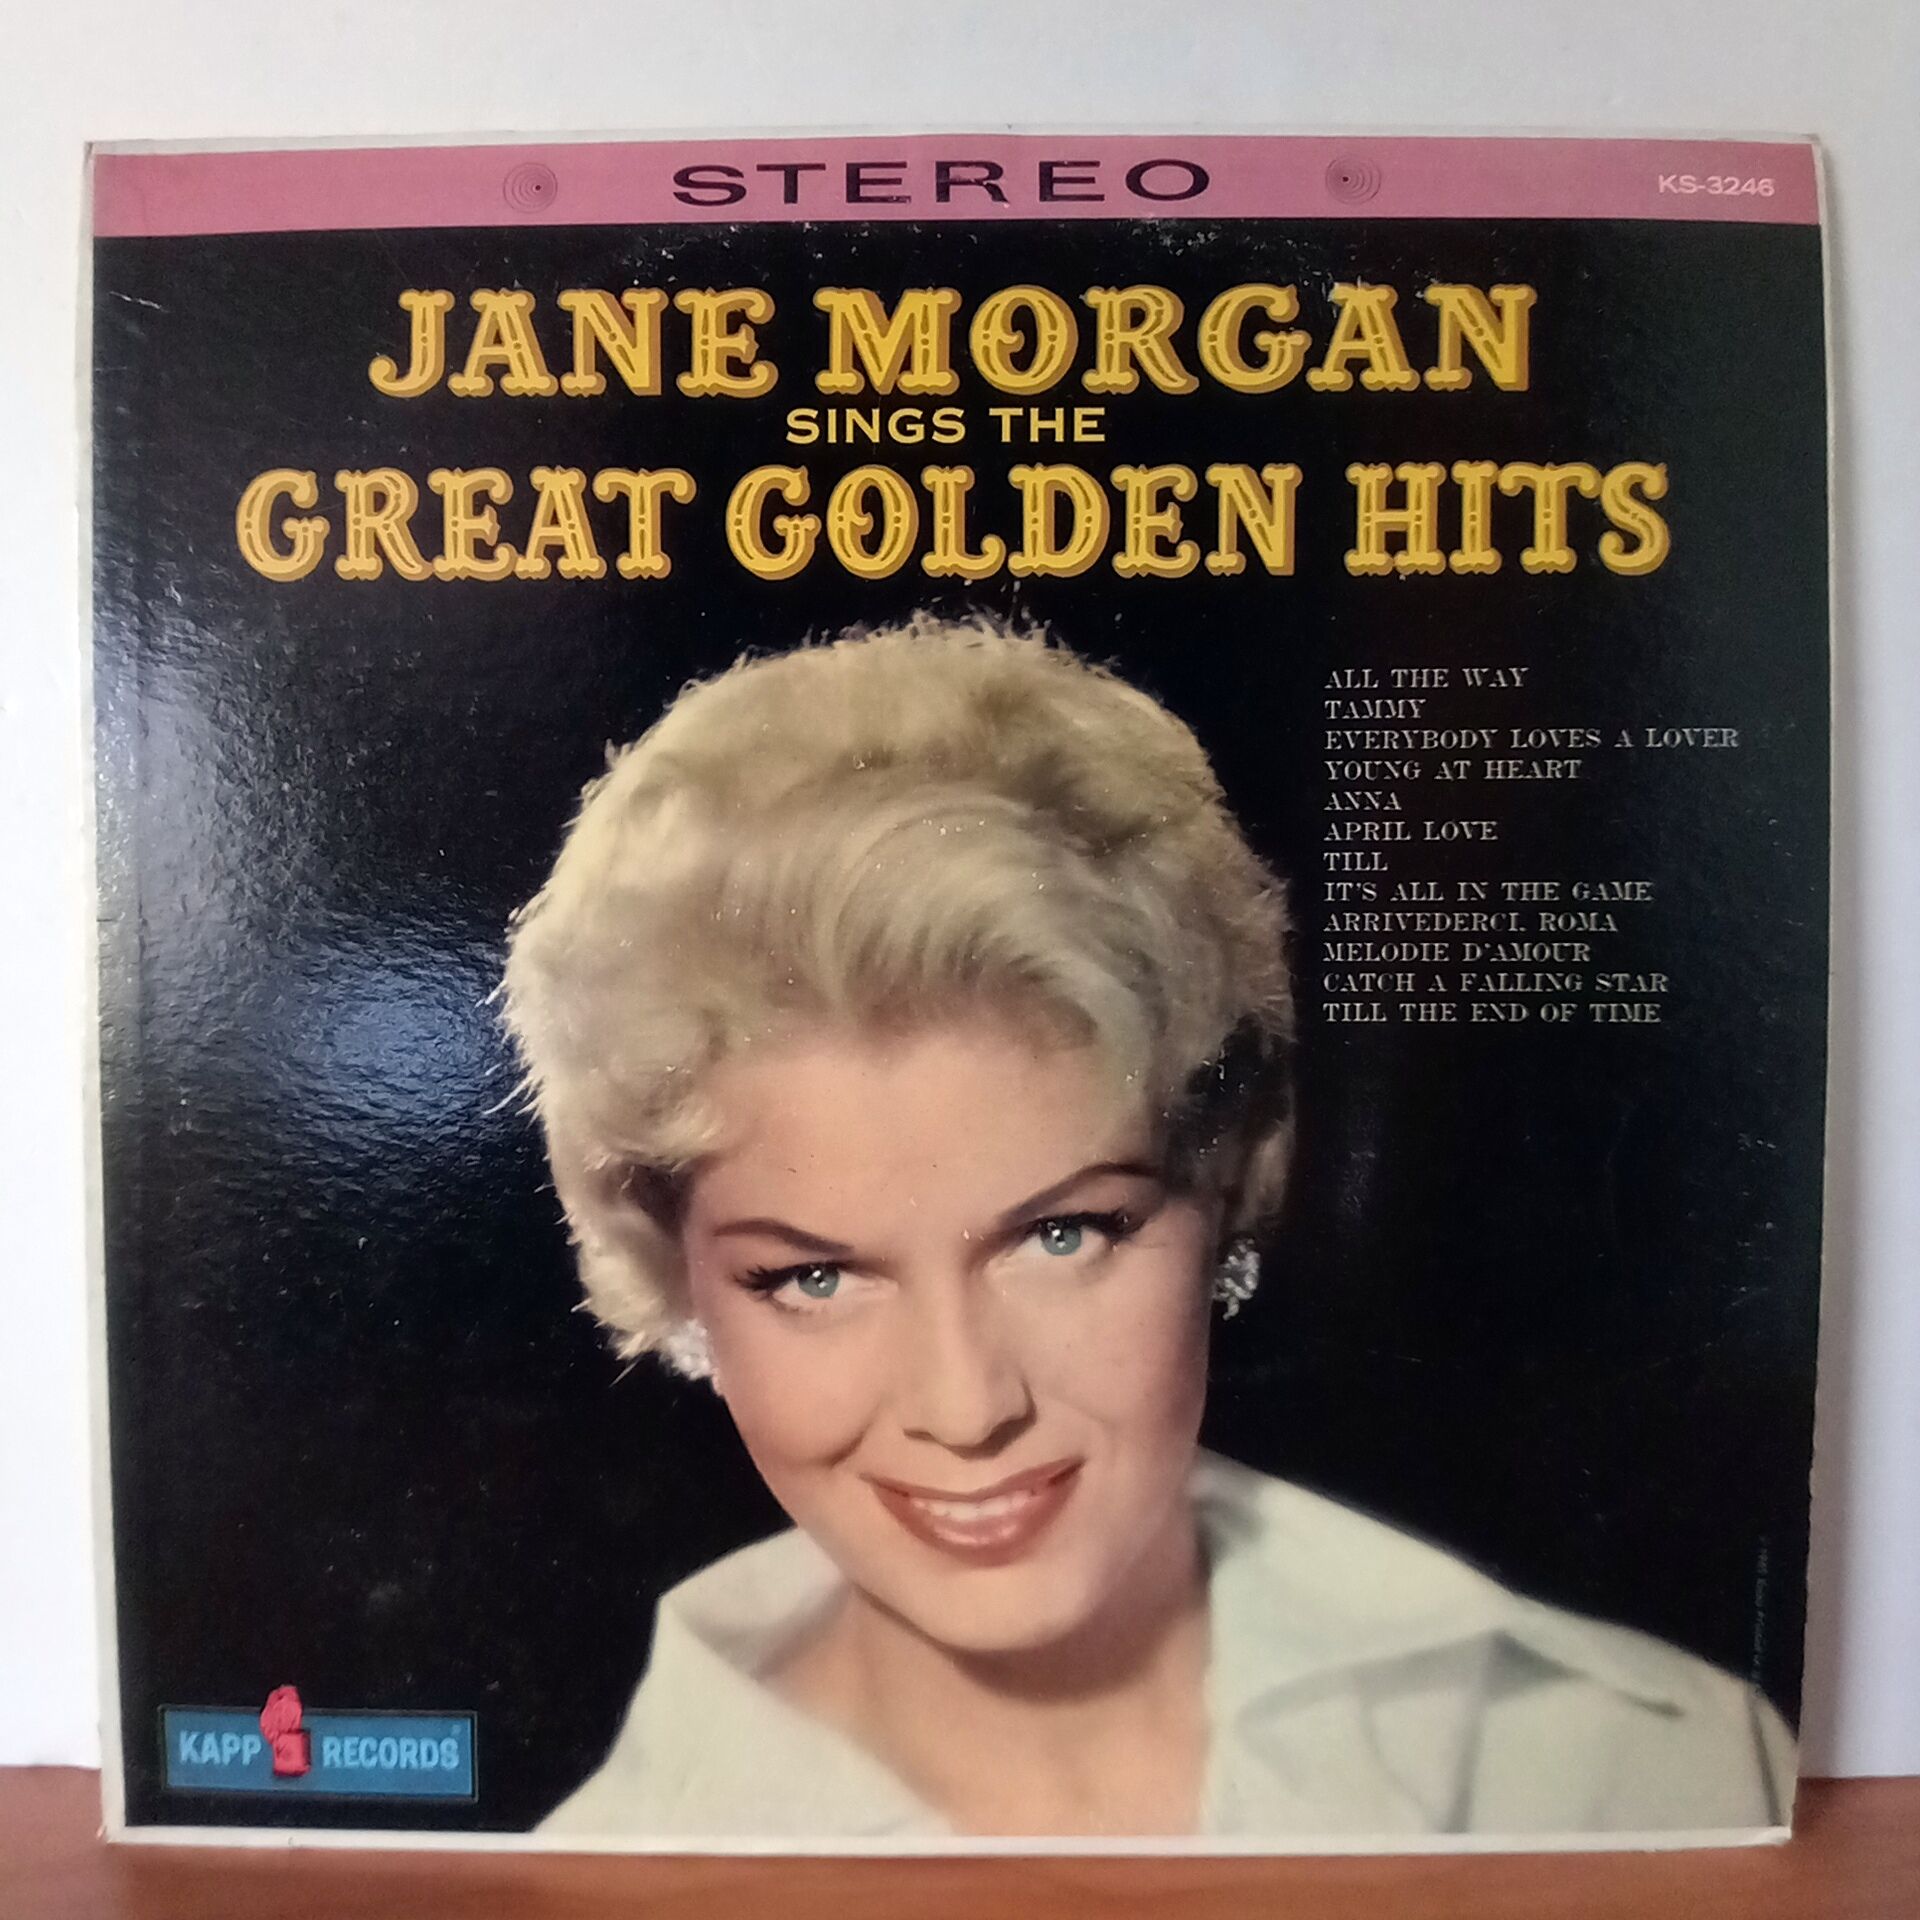 STEREO
KS-3246
JANE MORGAN
SINGS THE
GREAT GOLDEN HITS
ALL THE WAY
TAMMY
EVERYBODY LOVES A LOVER
YOUNG AT HEART
ANNA
APRIL LOVE
TILL
IT'S ALL IN THE GAME
ARRIVEDERCI, ROMA
MELODIE D'AMOUR
CATCH A FALLING STAR
TILL THE END OF TIME
KAPP RECORDS®